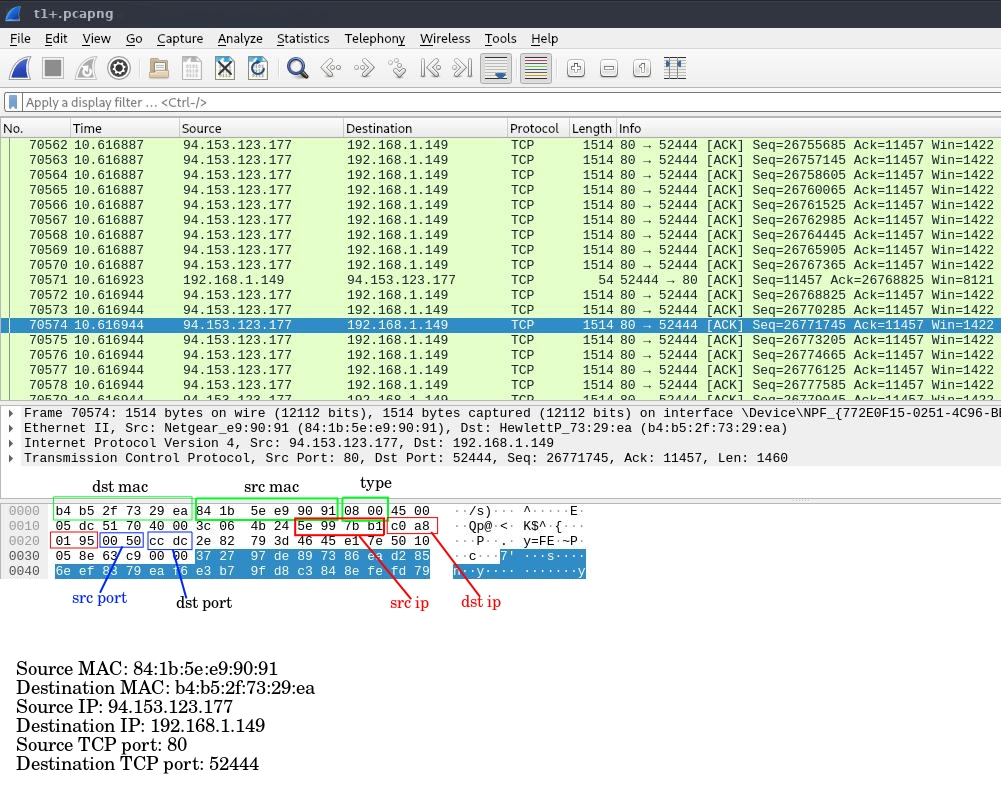 t1+.pcapng
File Edit View Go Capture Analyze Statistics Telephony Wireless Tools Help
Apply a display filter … <Ctrl-/>
No. Time Source Destination Protocol Length Info
70562 10.616887 94.153.123.177 192.168.1.149 TCP 1514 80 → 52444 [ACK] Seq=26755685 Ack=11457 Win=1422
70563 10.616887 94.153.123.177 192.168.1.149 TCP 1514 80 → 52444 [ACK] Seq=26757145 Ack=11457 Win=1422
70564 10.616887 94.153.123.177 192.168.1.149 TCP 1514 80 → 52444 [ACK] Seq=26758605 Ack=11457 Win=1422
70565 10.616887 94.153.123.177 192.168.1.149 TCP 1514 80 → 52444 [ACK] Seq=26760065 Ack=11457 Win=1422
70566 10.616887 94.153.123.177 192.168.1.149 TCP 1514 80 → 52444 [ACK] Seq=26761525 Ack=11457 Win=1422
70567 10.616887 94.153.123.177 192.168.1.149 TCP 1514 80 → 52444 [ACK] Seq=26762985 Ack=11457 Win=1422
70568 10.616887 94.153.123.177 192.168.1.149 TCP 1514 80 → 52444 [ACK] Seq=26764445 Ack=11457 Win=1422
70569 10.616887 94.153.123.177 192.168.1.149 TCP 1514 80 → 52444 [ACK] Seq=26765905 Ack=11457 Win=1422
70570 10.616887 94.153.123.177 192.168.1.149 TCP 1514 80 → 52444 [ACK] Seq=26767365 Ack=11457 Win=1422
70571 10.616923 192.168.1.149 94.153.123.177 TCP 54 52444 → 80 [ACK] Seq=11457 Ack=26768825 Win=8121
70572 10.616944 94.153.123.177 192.168.1.149 TCP 1514 80 → 52444 [ACK] Seq=26768825 Ack=11457 Win=1422
70573 10.616944 94.153.123.177 192.168.1.149 TCP 1514 80 → 52444 [ACK] Seq=26770285 Ack=11457 Win=1422
70574 10.616944 94.153.123.177 192.168.1.149 TCP 1514 80 → 52444 [ACK] Seq=26771745 Ack=11457 Win=1422
70575 10.616944 94.153.123.177 192.168.1.149 TCP 1514 80 → 52444 [ACK] Seq=26773205 Ack=11457 Win=1422
70576 10.616944 94.153.123.177 192.168.1.149 TCP 1514 80 → 52444 [ACK] Seq=26774665 Ack=11457 Win=1422
70577 10.616944 94.153.123.177 192.168.1.149 TCP 1514 80 → 52444 [ACK] Seq=26776125 Ack=11457 Win=1422
70578 10.616944 94.153.123.177 192.168.1.149 TCP 1514 80 → 52444 [ACK] Seq=26777585 Ack=11457 Win=1422
70579 10.616944 94.153.123.177 192.168.1.149 TCP 1514 80 → 52444 [ACK] Seq=26779045 Ack=11457 Win=1422
Frame 70574: 1514 bytes on wire (12112 bits), 1514 bytes captured (12112 bits) on interface \Device\NPF_{772E0F15-0251-4C96-B
Ethernet II, Src: Netgear_e9:90:91 (84:1b:5e:e9:90:91), Dst: HewlettP_73:29:ea (b4:b5:2f:73:29:ea)
Internet Protocol Version 4, Src: 94.153.123.177, Dst: 192.168.1.149
Transmission Control Protocol, Src Port: 80, Dst Port: 52444, Seq: 26771745, Ack: 11457, Len: 1460
dst mac src mac type
0000 b4 b5 2f 73 29 ea 84 1b 5e e9 90 91 08 00 45 00 ··/s)··· ^·····E·
0010 05 dc 51 70 40 00 3c 06 4b 24 5e 99 7b b1 c0 a8 ··Qp@·<· K$^·{···
0020 01 95 00 50 cc dc 2e 82 79 3d 46 45 e1 7e 50 10 ···P··.· y=FE·~P·
0030 05 8e 63 c9 00 00 37 27 97 de 89 73 86 ea d2 85 ··c···7' ···s····
0040 6e ef 83 79 ea f6 e3 b7 9f d8 c3 84 8e fe fd 79 n··y···· ·······y
src port dst port src ip dst ip
Source MAC: 84:1b:5e:e9:90:91
Destination MAC: b4:b5:2f:73:29:ea
Source IP: 94.153.123.177
Destination IP: 192.168.1.149
Source TCP port: 80
Destination TCP port: 52444